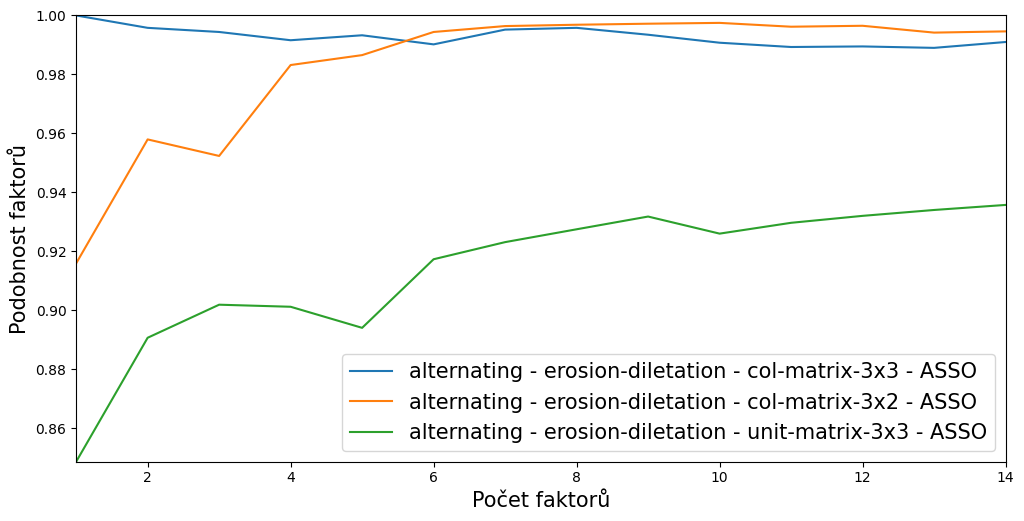 1.00
0.98
0.96
0.94
0.92
0.90
0.88
0.86
Podobnost faktorů
alternating - erosion-diletation - col-matrix-3x3 - ASSO
alternating - erosion-diletation - col-matrix-3x2 - ASSO
alternating - erosion-diletation - unit-matrix-3x3 - ASSO
2 4 6 8 10 12 14
Počet faktorů